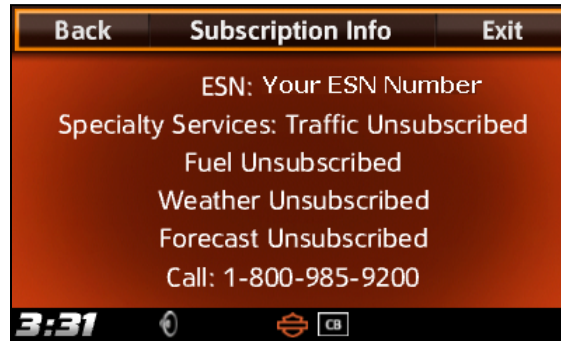 Back Subscription Info Exit
ESN: Your ESN Number
Specialty Services: Traffic Unsubscribed
Fuel Unsubscribed
Weather Unsubscribed
Forecast Unsubscribed
Call: 1-800-985-9200
3:31 CB